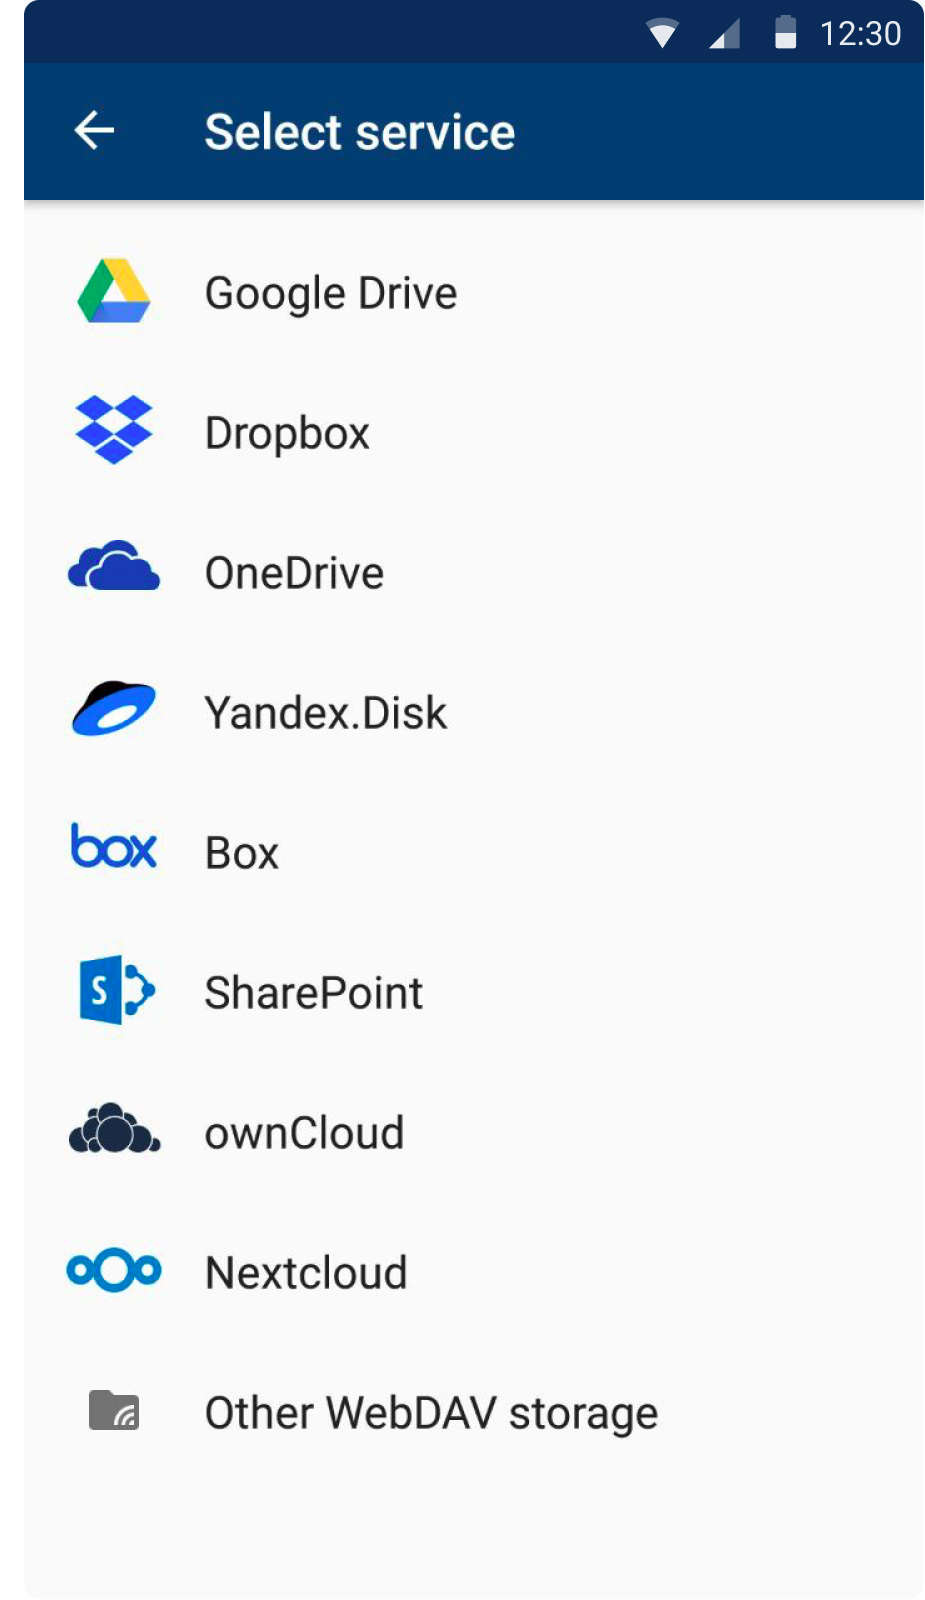 12:30
Select service
Google Drive
Dropbox
OneDrive
Yandex.Disk
box Box
S SharePoint
ownCloud
Nextcloud
Other WebDAV storage